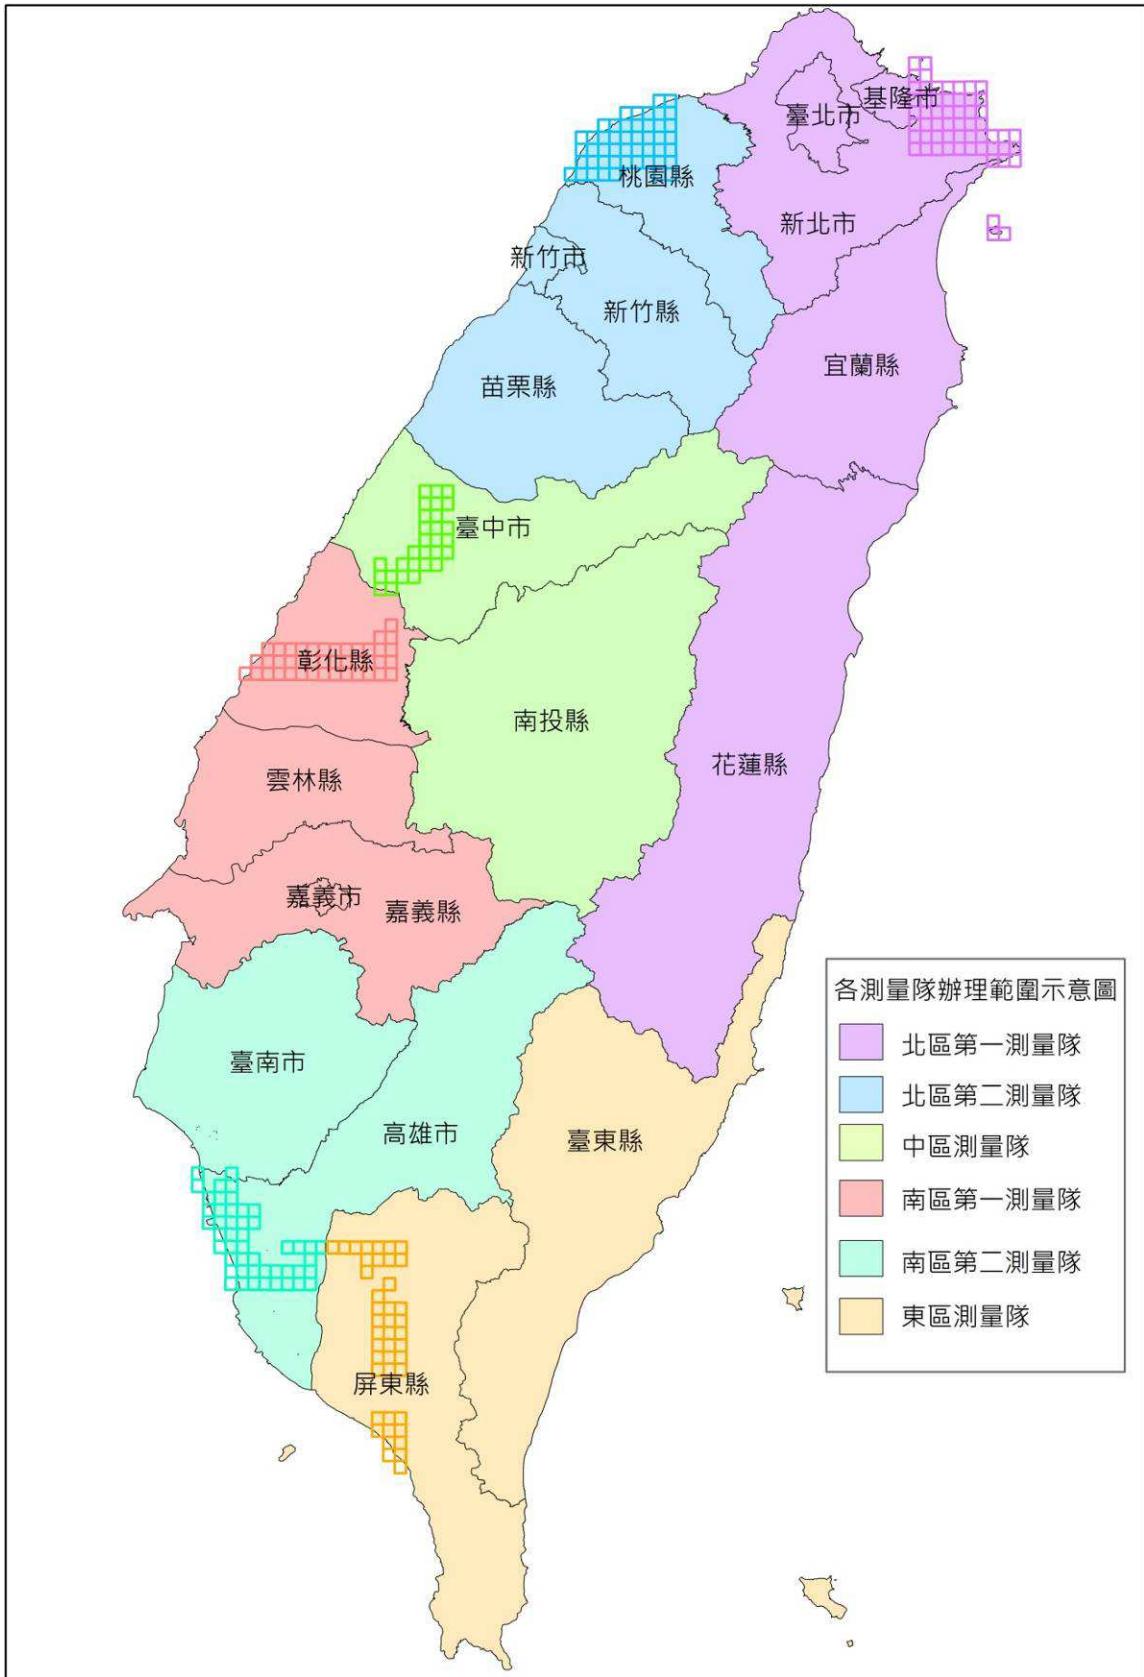 基隆市
臺北市
桃園縣
新北市
新竹市
新竹縣
宜蘭縣
苗栗縣
臺中市
彰化縣
南投縣
花蓮縣
雲林縣
嘉義市
嘉義縣
臺南市
高雄市
臺東縣
屏東縣
各測量隊辦理範圍示意圖
北區第一測量隊
北區第二測量隊
中區測量隊
南區第一測量隊
南區第二測量隊
東區測量隊